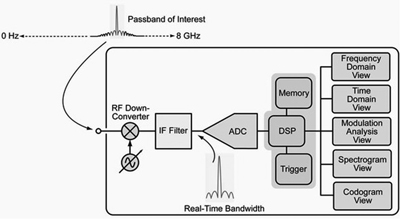 Passband of Interest
0 Hz
8 GHz
RF Down-
Converter
IF Filter
ADC
Memory
DSP
Trigger
Real-Time Bandwidth
Frequency
Domain
View
Time
Domain
View
Modulation
Analysis
View
Spectrogram
View
Codogram
View